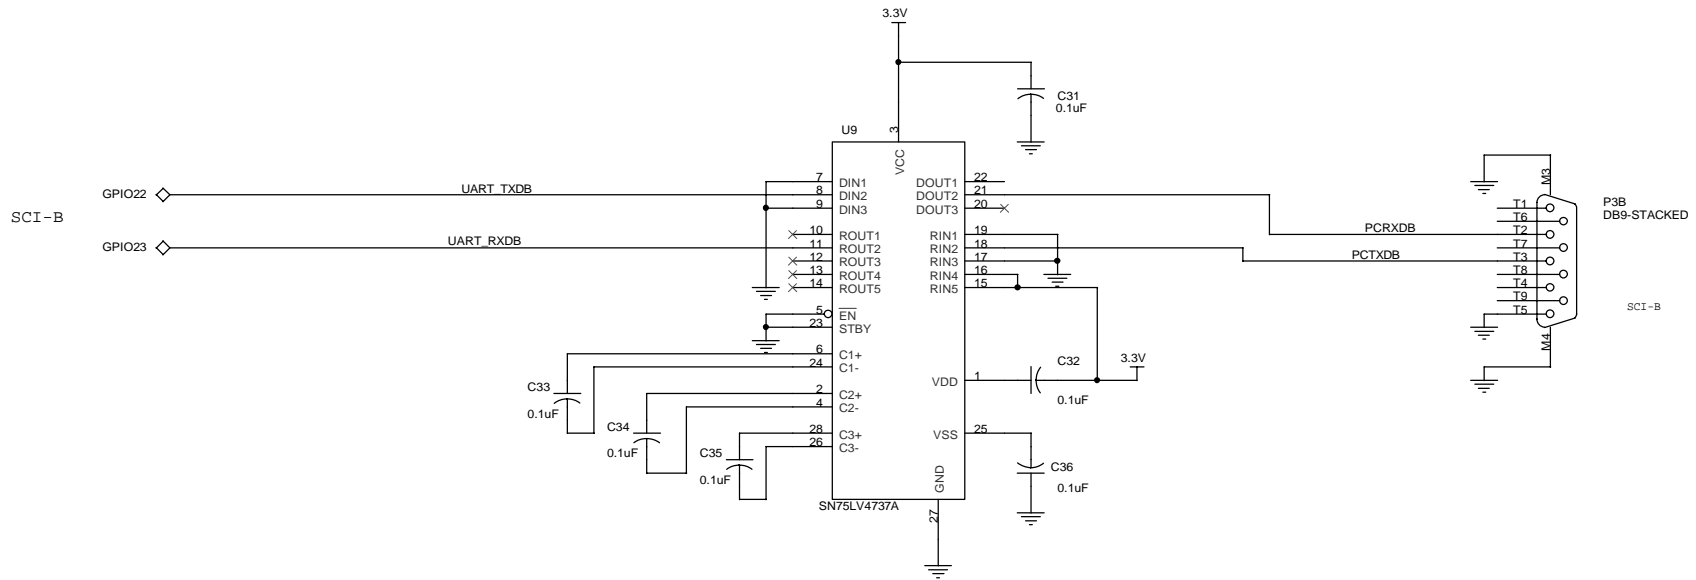 3.3V
C31
0.1uF
U9
3
VCC
7 DIN1 DOUT1 22
GPIO22 UART_TXDB 8 DIN2 DOUT2 21
9 DIN3 DOUT3 20
SCI-B
10 ROUT1 RIN1 19
GPIO23 UART_RXDB 11 ROUT2 RIN2 18
12 ROUT3 RIN3 17
13 ROUT4 RIN4 16
14 ROUT5 RIN5 15
5 EN
23 STBY
6 C1+
24 C1-
2 C2+
4 C2-
28 C3+
26 C3-
C33
0.1uF
C34
0.1uF
C35
0.1uF
VDD 1
C32
0.1uF
3.3V
VSS 25
C36
0.1uF
GND
27
SN75LV4737A
PCRXDB
PCTXDB
M3
T1
T6
T2
T7
T3
T8
T4
T9
T5
M4
P3B
DB9-STACKED
SCI-B